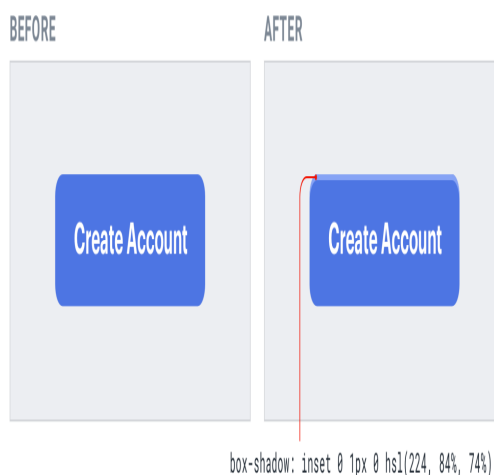 BEFORE
AFTER
Create Account
Create Account
box-shadow: inset 0 1px 0 hsl(224, 84%, 74%)